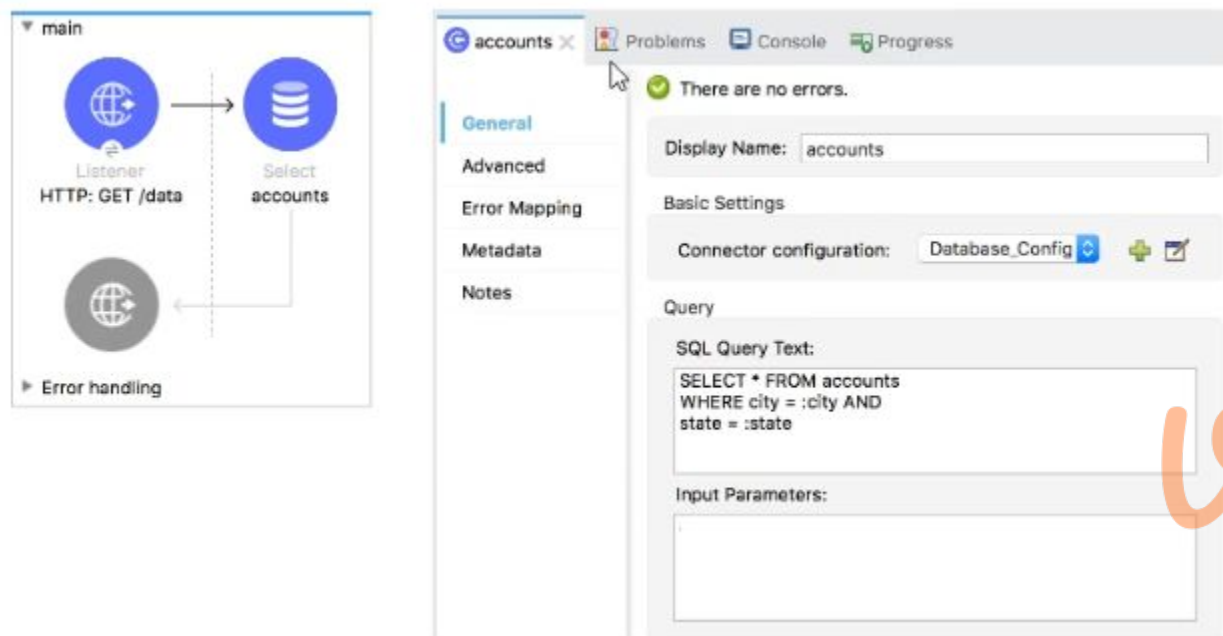 main
Listener
HTTP: GET /data
Select
accounts
Error handling
accounts
Problems
Console
Progress
There are no errors.
General
Advanced
Error Mapping
Metadata
Notes
Display Name: accounts
Basic Settings
Connector configuration: Database_Config
Query
SQL Query Text:
SELECT * FROM accounts
WHERE city = :city AND
state = :state
Input Parameters: